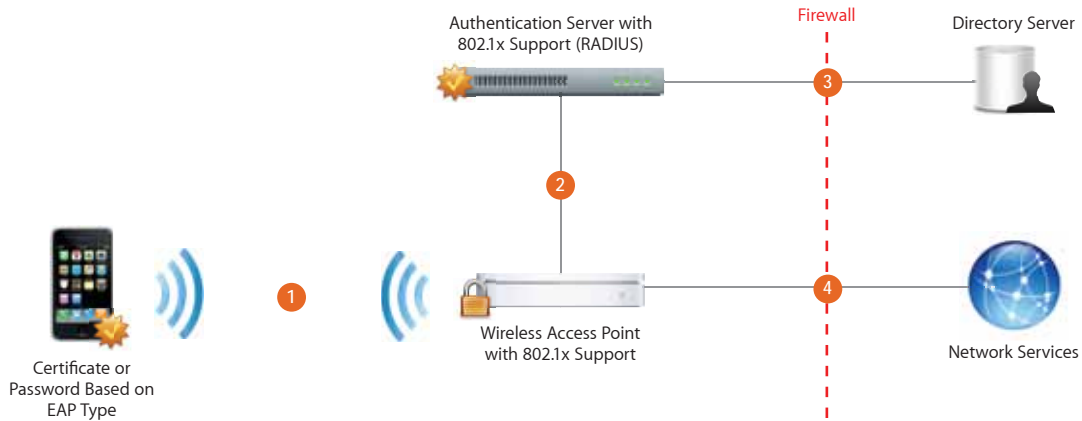 Authentication Server with
802.1x Support (RADIUS)
Firewall
Directory Server
3
2
1
4
Wireless Access Point
with 802.1x Support
Network Services
Certificate or
Password Based on
EAP Type